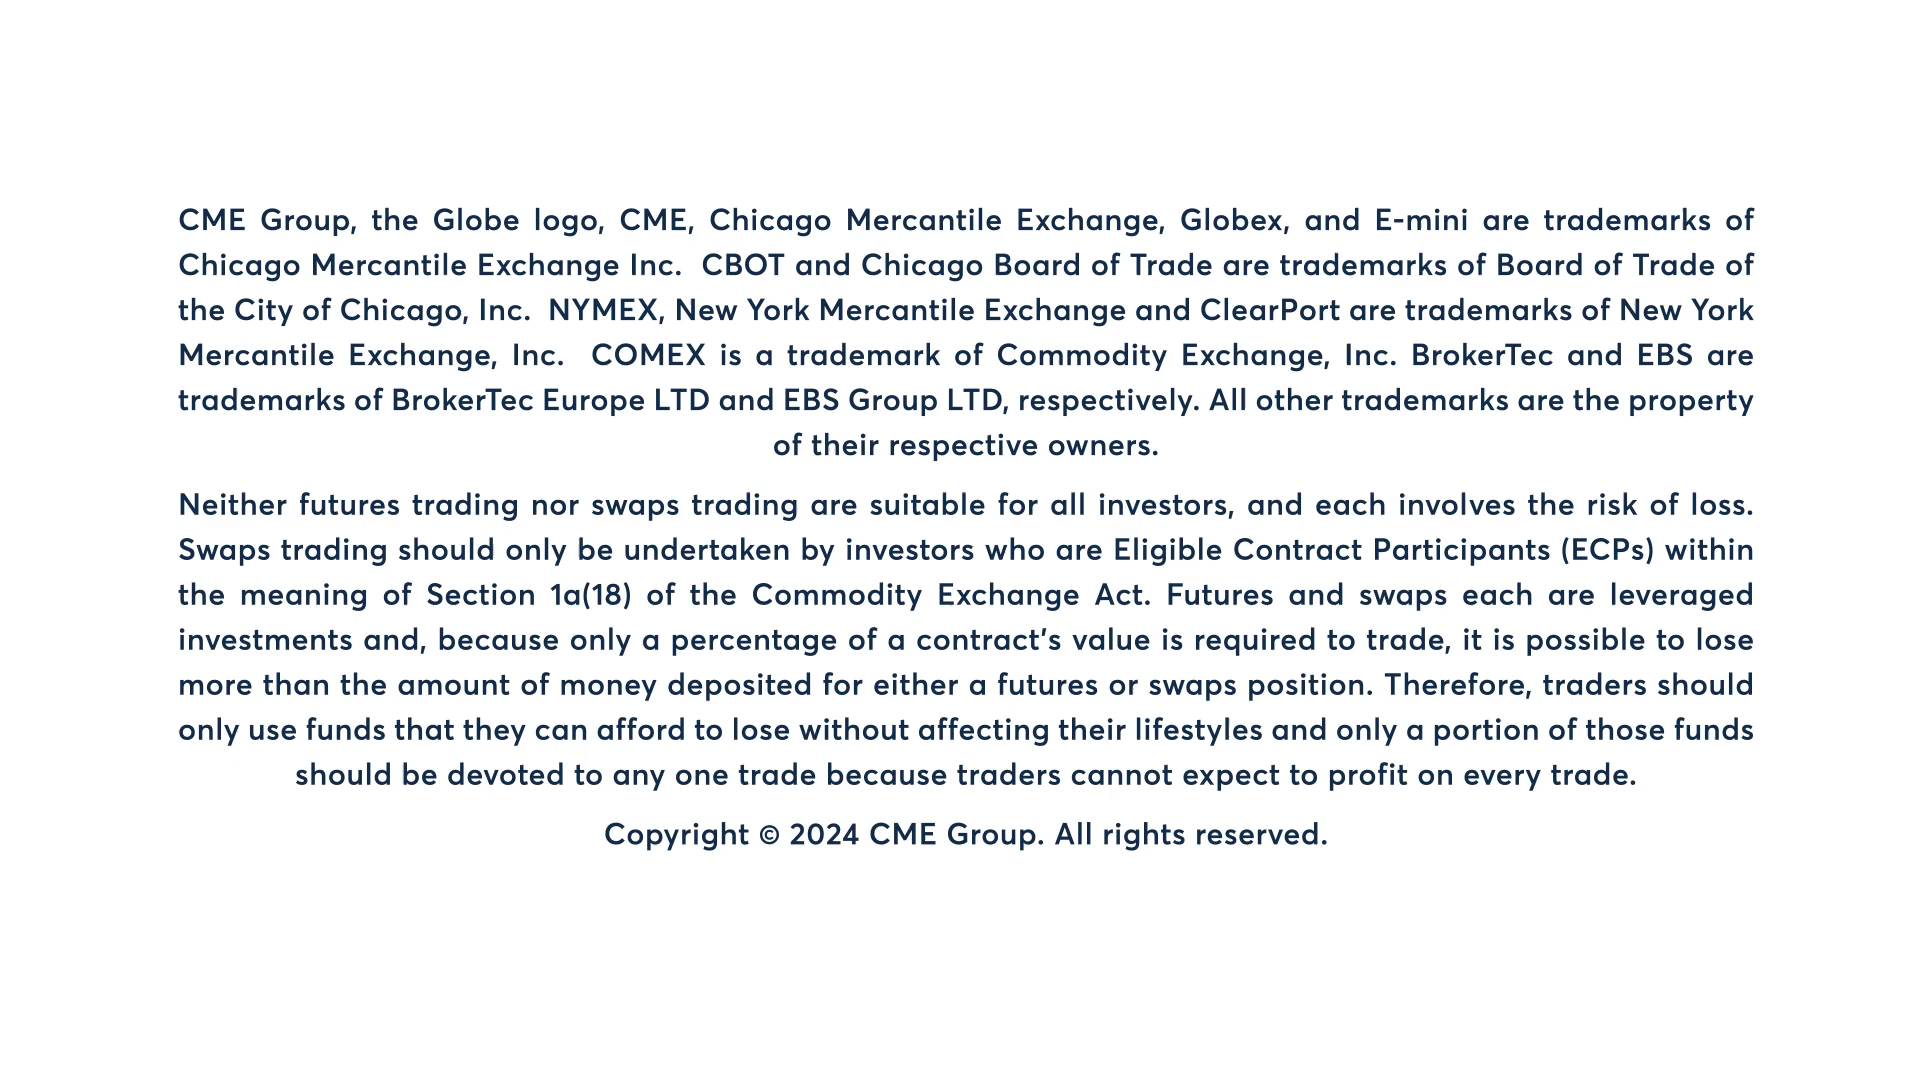 CME Group, the Globe logo, CME, Chicago Mercantile Exchange, Globex, and E-mini are trademarks of
Chicago Mercantile Exchange Inc.  CBOT and Chicago Board of Trade are trademarks of Board of Trade of
the City of Chicago, Inc.  NYMEX, New York Mercantile Exchange and ClearPort are trademarks of New York
Mercantile Exchange, Inc.  COMEX is a trademark of Commodity Exchange, Inc. BrokerTec and EBS are
trademarks of BrokerTec Europe LTD and EBS Group LTD, respectively. All other trademarks are the property
of their respective owners.
Neither futures trading nor swaps trading are suitable for all investors, and each involves the risk of loss.
Swaps trading should only be undertaken by investors who are Eligible Contract Participants (ECPs) within
the meaning of Section 1a(18) of the Commodity Exchange Act. Futures and swaps each are leveraged
investments and, because only a percentage of a contract’s value is required to trade, it is possible to lose
more than the amount of money deposited for either a futures or swaps position. Therefore, traders should
only use funds that they can afford to lose without affecting their lifestyles and only a portion of those funds
should be devoted to any one trade because traders cannot expect to profit on every trade.
Copyright © 2024 CME Group. All rights reserved.